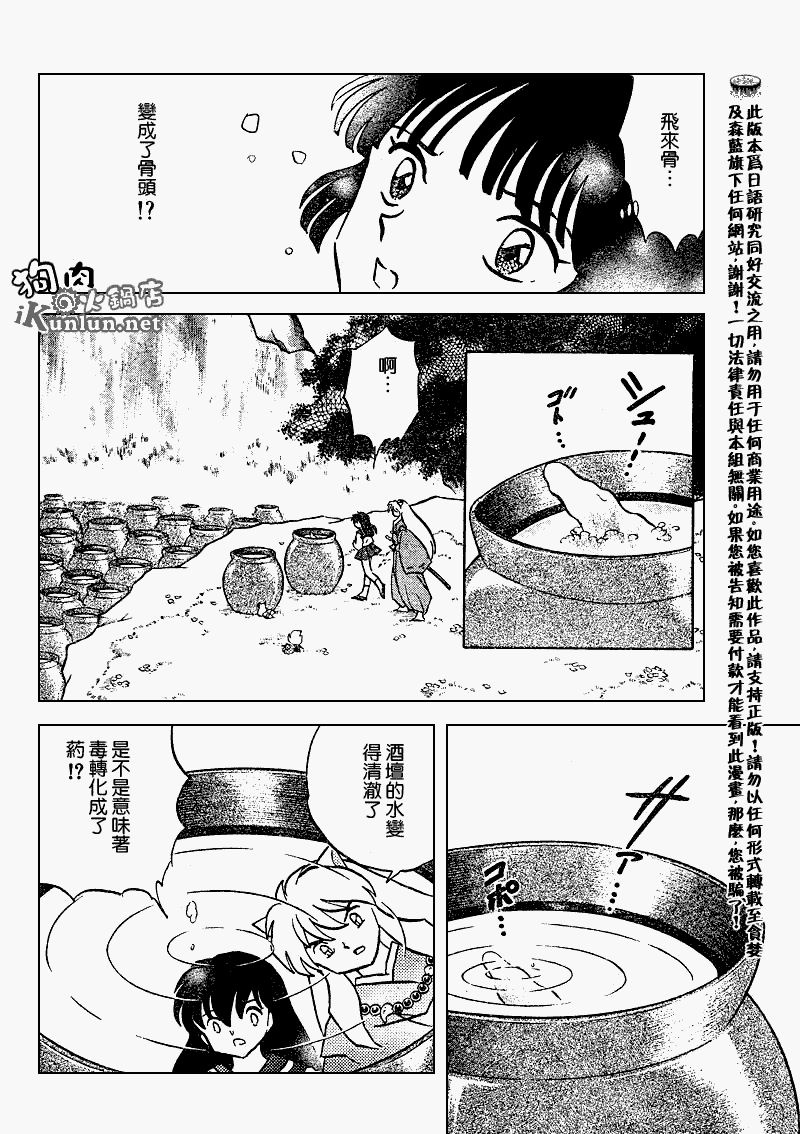 飛來骨…
變成了骨頭!?
狗肉
火鍋店
iKunlun.net
シュー…
ゴト…
啊…
メアー…
コポ…
酒壇的水變
得清澈了
是不是意味著
毒轉化成了
葯!?
此版本爲日語研究同好交流之用,請勿用于任何商業用途。如您喜歡此作品,請支持正版!請勿以任何形式轉載至貪婪
及森藍旗下任何網站,謝謝!一切法律責任與本組無關。如果您被告知需要付款才能看到此漫畫,那麼,您被騙了!